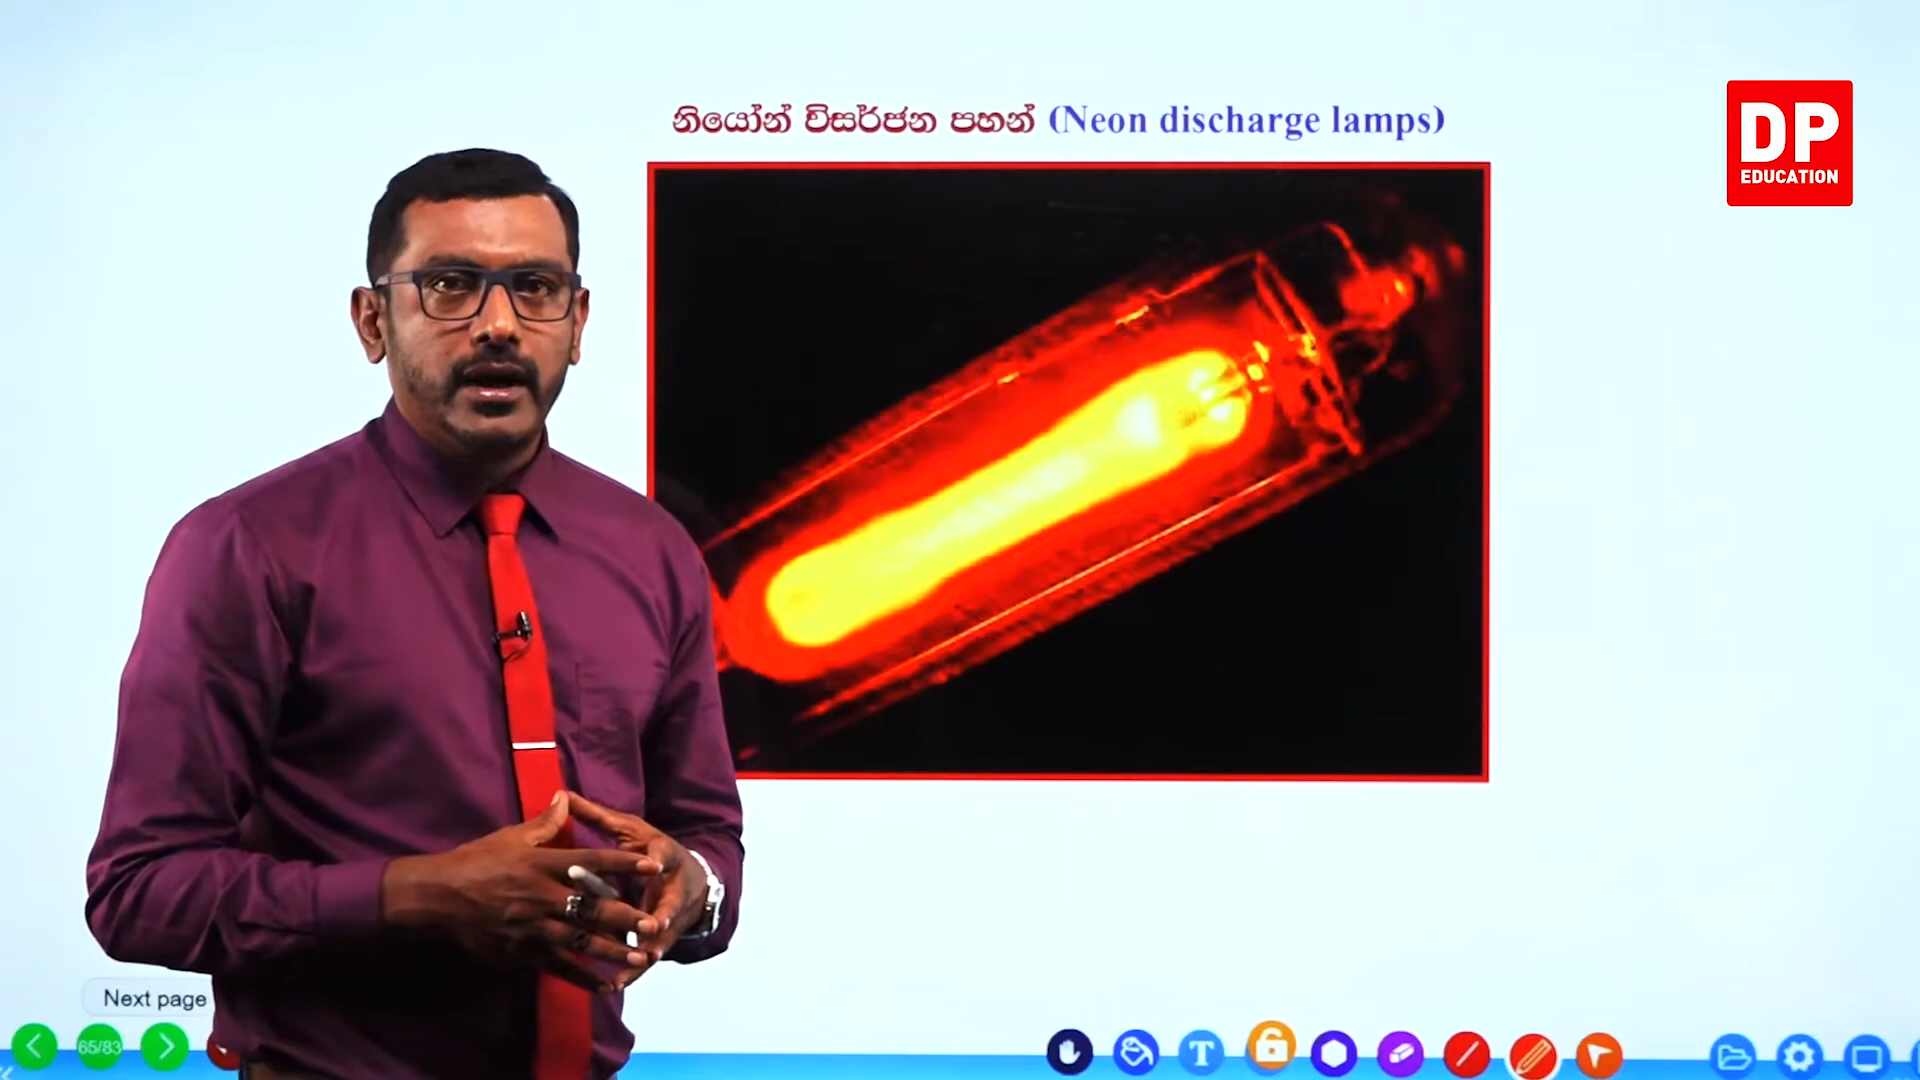 නියෝන් විසර්ජන පහන් (Neon discharge lamps)
DP
EDUCATION
Next page
65/83
T